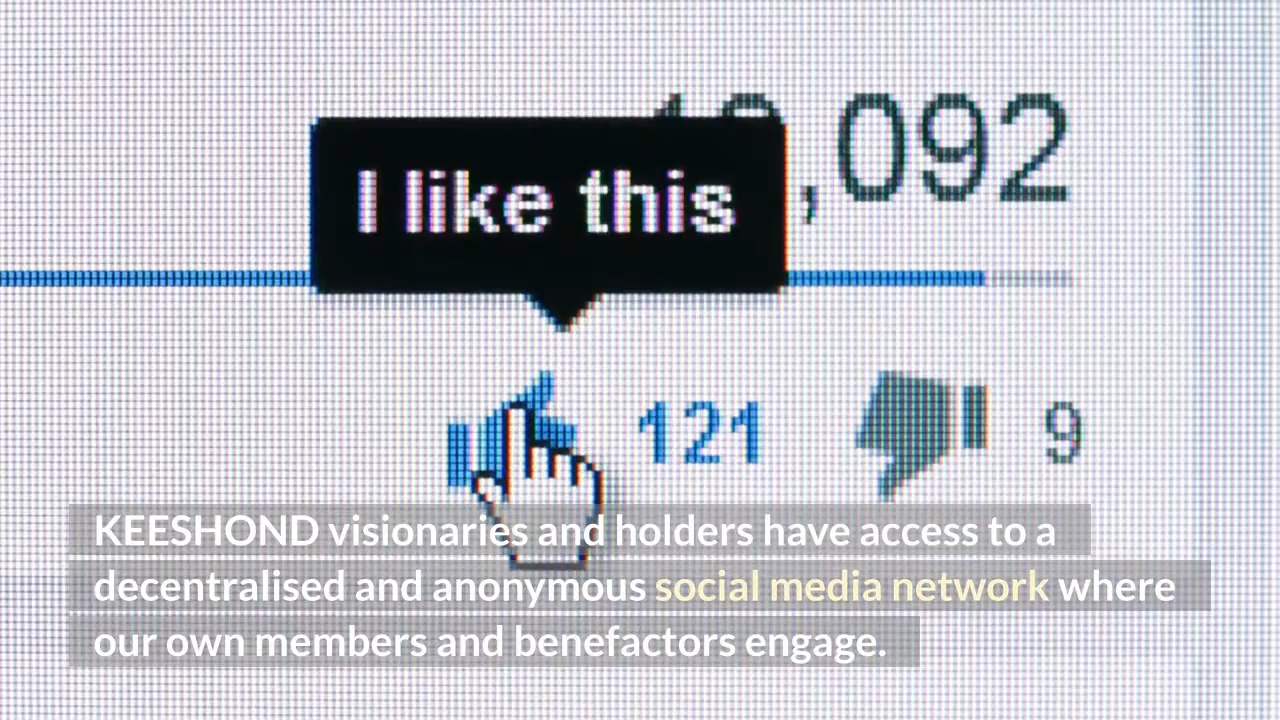 ,092
I like this
121
9
KEESHOND visionaries and holders have access to a
decentralised and anonymous social media network where
our own members and benefactors engage.